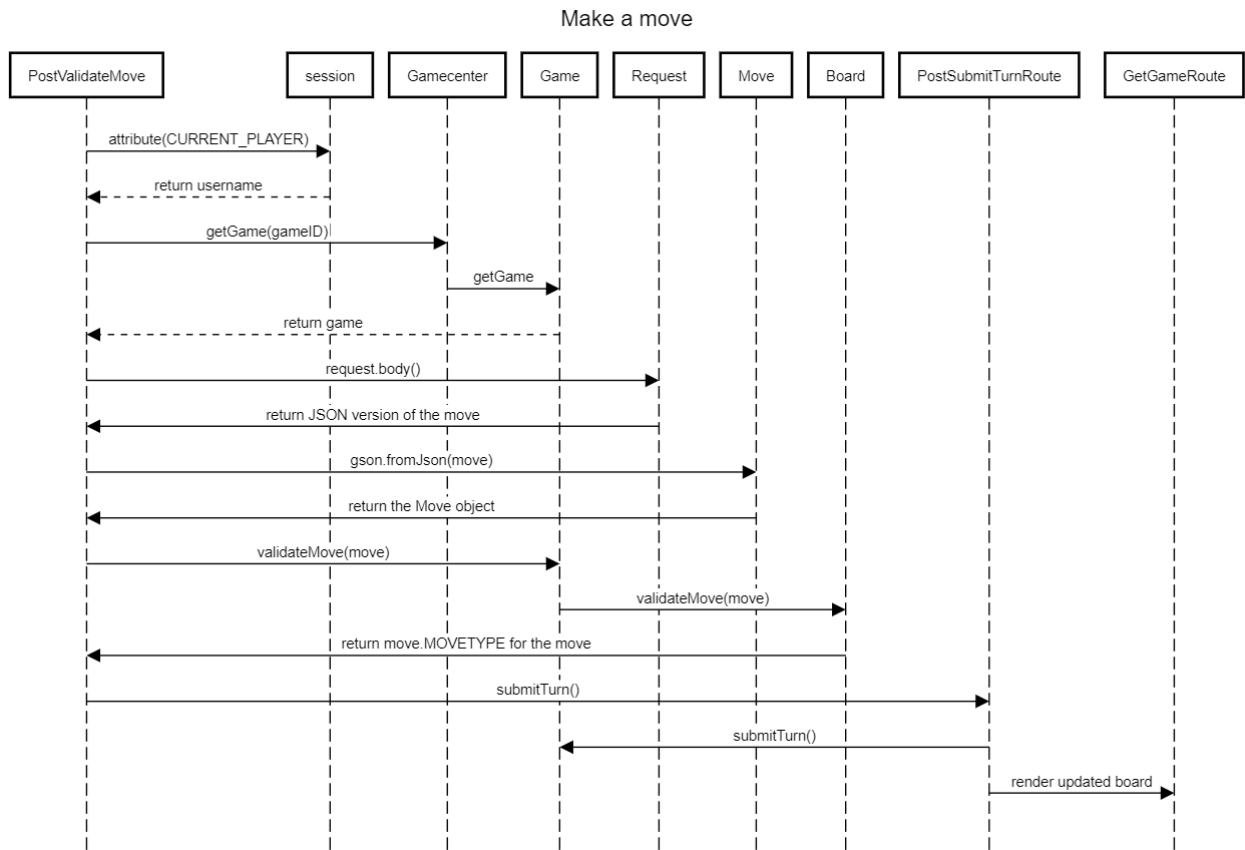 Make a move
PostValidateMove
session
Gamecenter
Game
Request
Move
Board
PostSubmitTurnRoute
GetGameRoute
attribute(CURRENT_PLAYER)
return username
getGame(gameID)
getGame
return game
request.body()
return JSON version of the move
gson.fromJson(move)
return the Move object
validateMove(move)
validateMove(move)
return move.MOVETYPE for the move
submitTurn()
submitTurn()
render updated board